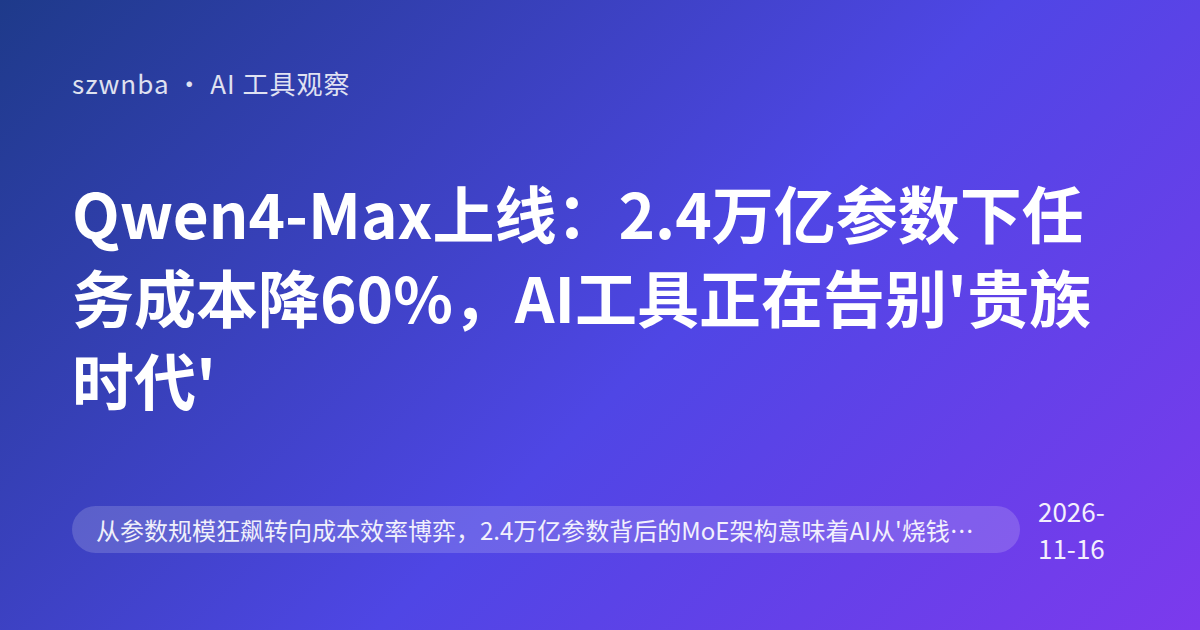 szwnba · AI 工具观察
Qwen4-Max上线：2.4万亿参数下任
务成本降60%，AI工具正在告别'贵族
时代'
从参数规模狂飙转向成本效率博弈，2.4万亿参数背后的MoE架构意味着AI从'烧钱…
2026-
11-16